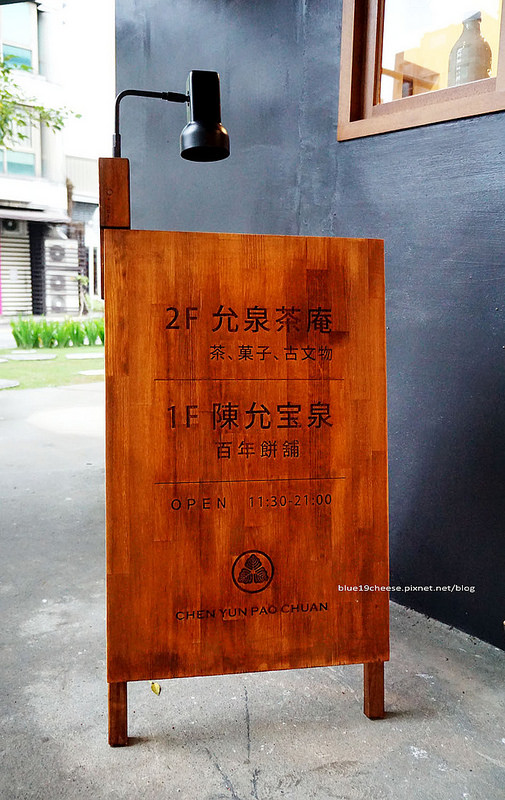 2F 允泉茶庵
茶、菓子、古文物
1F 陳允宝泉
百年餅舖
OPEN 11:30-21:00
CHEN YUN PAO CHUAN
blue19cheese.pixnet.net/blog